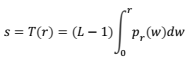 s = T(r) = (L − 1) ∫₀ʳ pᵣ(w)dw